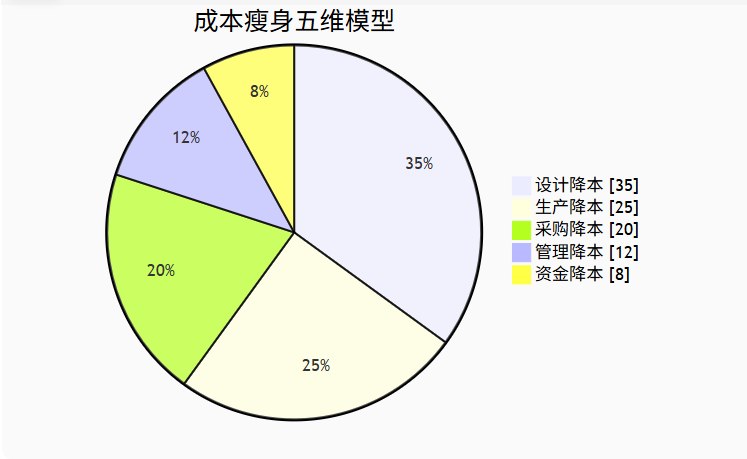 成本瘦身五维模型
8%
12%
35%
20%
25%
设计降本 [35]
生产降本 [25]
采购降本 [20]
管理降本 [12]
资金降本 [8]